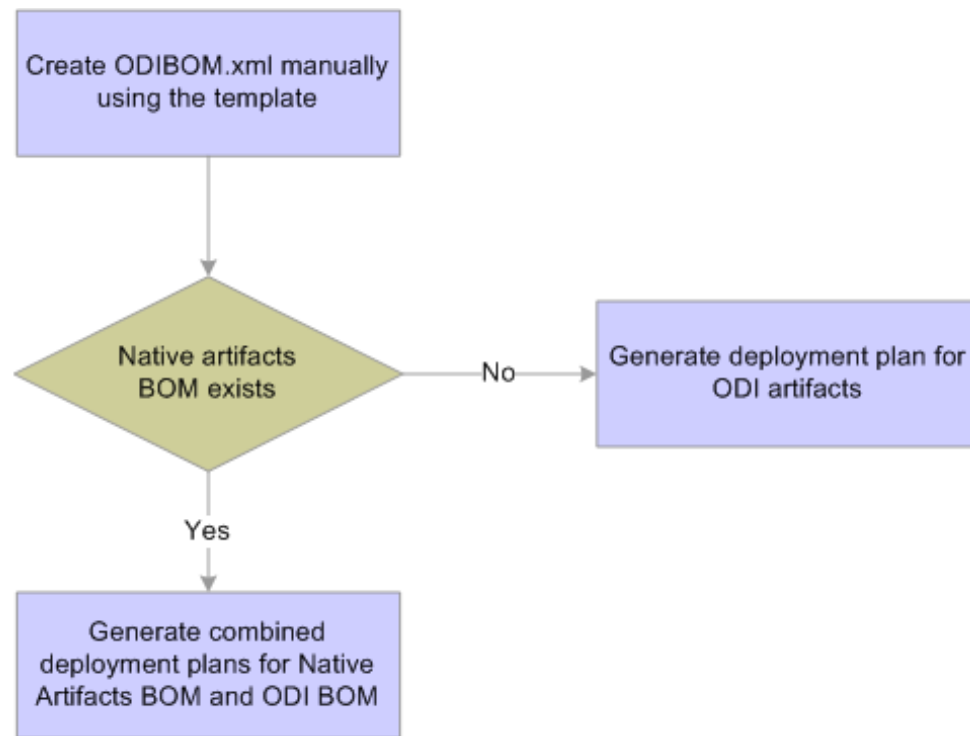 Create ODIBOM.xml manually
using the template
Native artifacts
BOM exists
No
Generate deployment plan for
ODI artifacts
Yes
Generate combined
deployment plans for Native
Artifacts BOM and ODI BOM